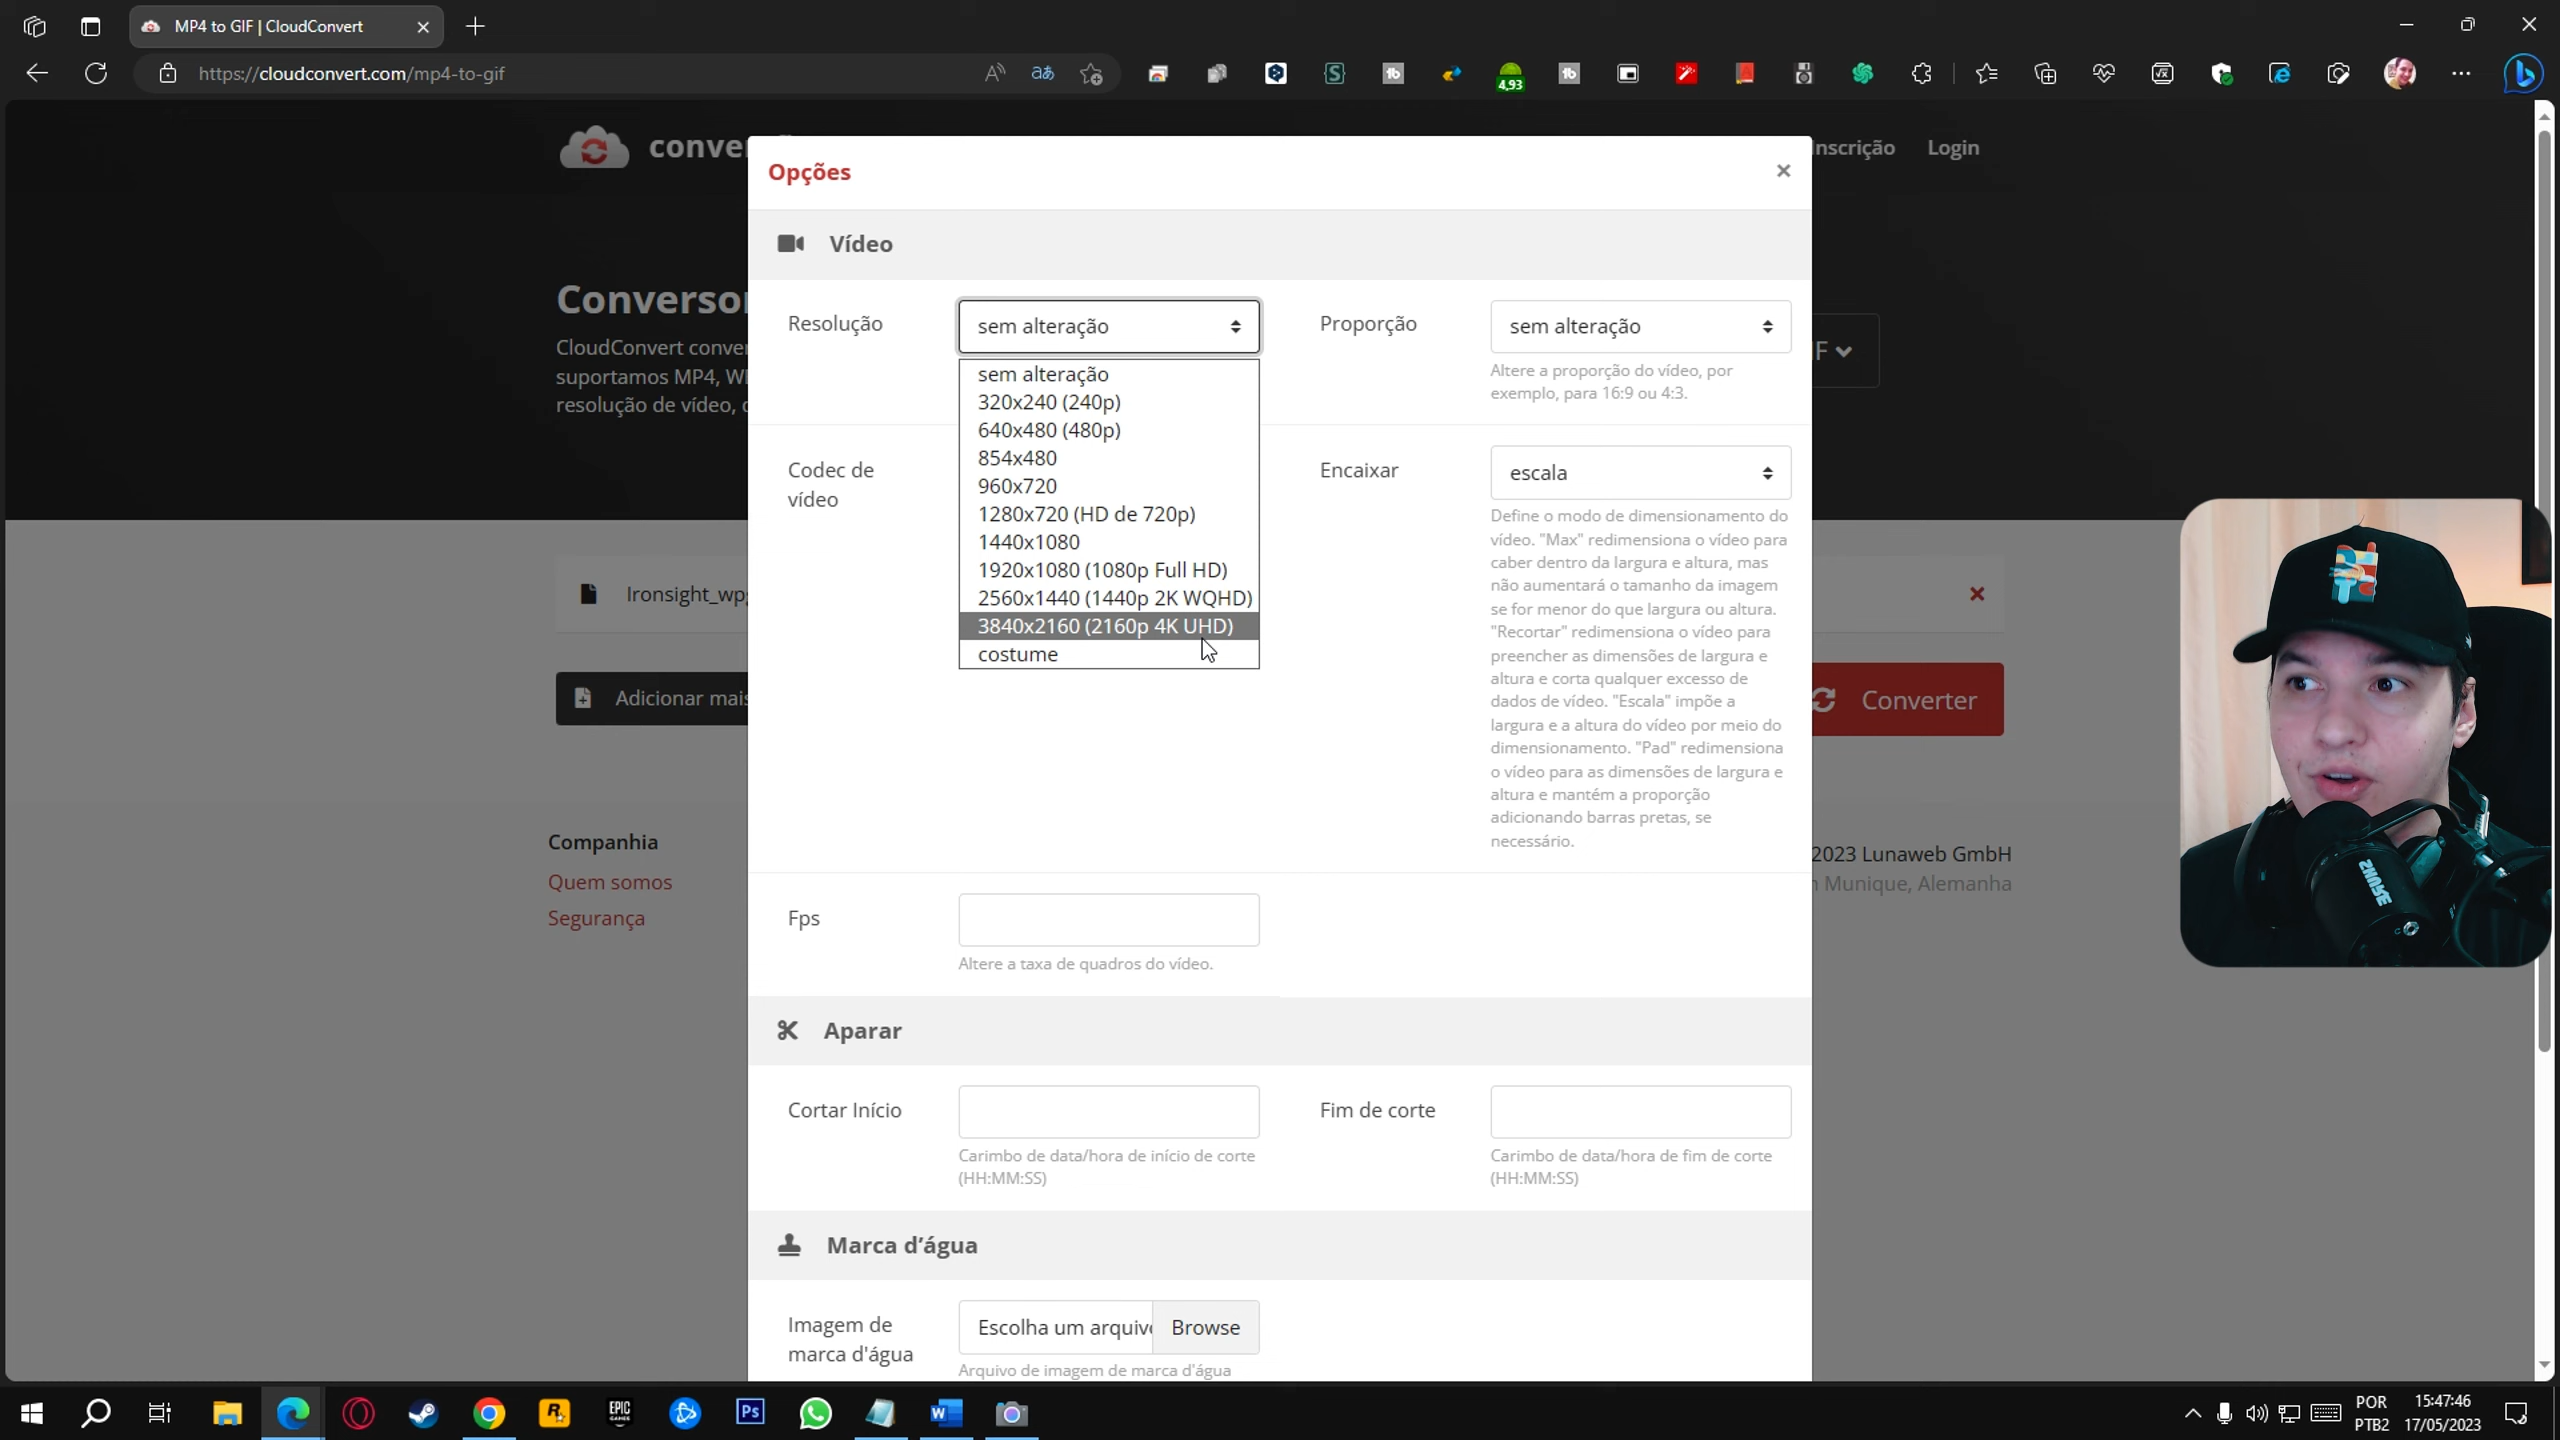 MP4 to GIF | CloudConvert
https://cloudconvert.com/mp4-to-gif
4,93
conver
Inscrição
Login
Opções
Vídeo
Conversor
CloudConvert conver
suportamos MP4, W
resolução de vídeo,
Resolução
sem alteração
Proporção
sem alteração
Altere a proporção do vídeo, por
exemplo, para 16:9 ou 4:3.
F
sem alteração
320x240 (240p)
640x480 (480p)
854x480
960x720
1280x720 (HD de 720p)
1440x1080
1920x1080 (1080p Full HD)
2560x1440 (1440p 2K WQHD)
3840x2160 (2160p 4K UHD)
costume
Codec de
vídeo
Encaixar
escala
Define o modo de dimensionamento do
vídeo. "Max" redimensiona o vídeo para
caber dentro da largura e altura, mas
não aumentará o tamanho da imagem
se for menor do que largura ou altura.
"Recortar" redimensiona o vídeo para
preencher as dimensões de largura e
altura e corta qualquer excesso de
dados de vídeo. "Escala" impõe a
largura e a altura do vídeo por meio do
dimensionamento. "Pad" redimensiona
o vídeo para as dimensões de largura e
altura e mantém a proporção
adicionando barras pretas, se
necessário.
Ironsight_wp
Adicionar mais
Converter
Companhia
Quem somos
Segurança
2023 Lunaweb GmbH
Munique, Alemanha
Fps
Altere a taxa de quadros do vídeo.
Aparar
Cortar Início
Carimbo de data/hora de início de corte
(HH:MM:SS)
Fim de corte
Carimbo de data/hora de fim de corte
(HH:MM:SS)
Marca d'água
Imagem de
marca d'água
Escolha um arquiv
Browse
Arquivo de imagem de marca d'água
POR
PTB2
15:47:46
17/05/2023